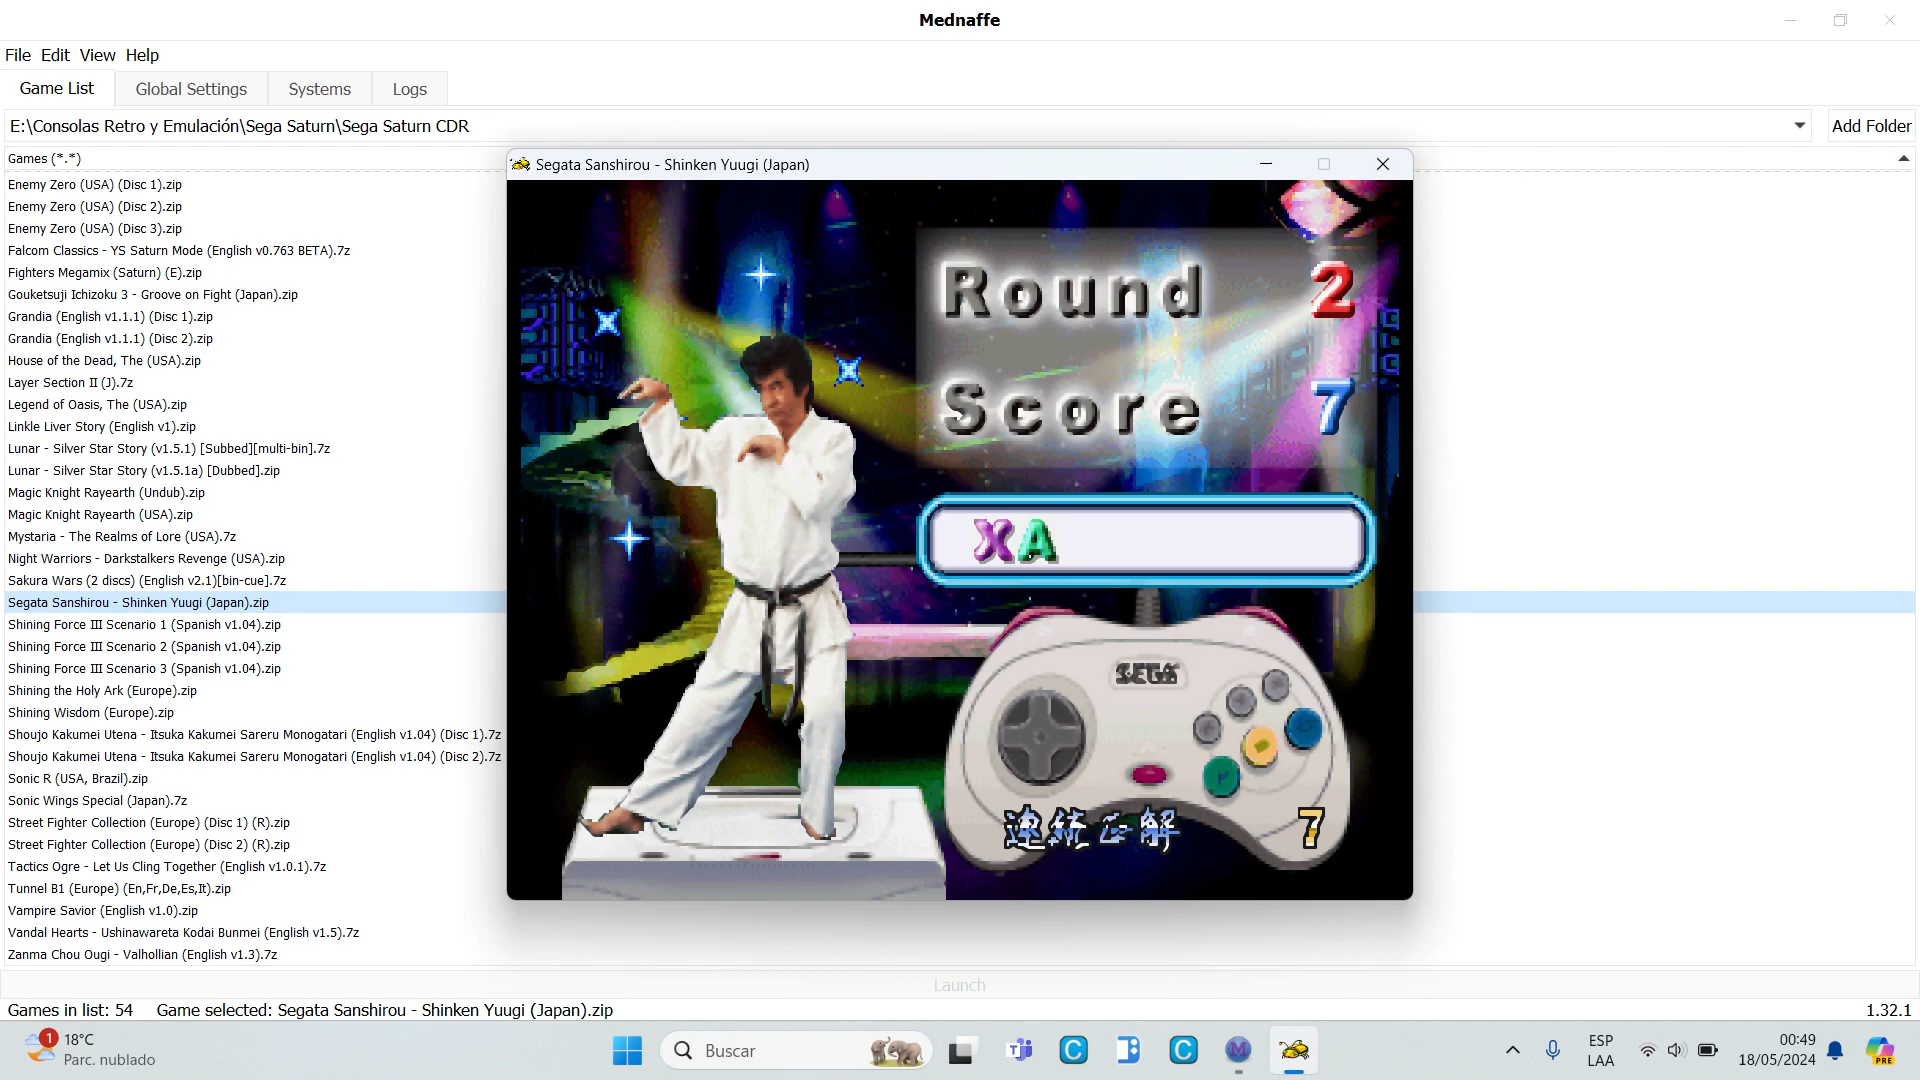 Mednaffe
File Edit View Help
Game List Global Settings Systems Logs
E:\Consolas Retro y Emulación\Sega Saturn\Sega Saturn CDR Add Folder
Games (*.*)
Enemy Zero (USA) (Disc 1).zip
Enemy Zero (USA) (Disc 2).zip
Enemy Zero (USA) (Disc 3).zip
Falcom Classics - YS Saturn Mode (English v0.763 BETA).7z
Fighters Megamix (Saturn) (E).zip
Gouketsuji Ichizoku 3 - Groove on Fight (Japan).zip
Grandia (English v1.1.1) (Disc 1).zip
Grandia (English v1.1.1) (Disc 2).zip
House of the Dead, The (USA).zip
Layer Section II (J).7z
Legend of Oasis, The (USA).zip
Linkle Liver Story (English v1).zip
Lunar - Silver Star Story (v1.5.1) [Subbed][multi-bin].7z
Lunar - Silver Star Story (v1.5.1a) [Dubbed].zip
Magic Knight Rayearth (Undub).zip
Magic Knight Rayearth (USA).zip
Mystaria - The Realms of Lore (USA).7z
Night Warriors - Darkstalkers Revenge (USA).zip
Sakura Wars (2 discs) (English v2.1)[bin-cue].7z
Segata Sanshirou - Shinken Yuugi (Japan).zip
Shining Force III Scenario 1 (Spanish v1.04).zip
Shining Force III Scenario 2 (Spanish v1.04).zip
Shining Force III Scenario 3 (Spanish v1.04).zip
Shining the Holy Ark (Europe).zip
Shining Wisdom (Europe).zip
Shoujo Kakumei Utena - Itsuka Kakumei Sareru Monogatari (English v1.04) (Disc 1).7z
Shoujo Kakumei Utena - Itsuka Kakumei Sareru Monogatari (English v1.04) (Disc 2).7z
Sonic R (USA, Brazil).zip
Sonic Wings Special (Japan).7z
Street Fighter Collection (Europe) (Disc 1) (R).zip
Street Fighter Collection (Europe) (Disc 2) (R).zip
Tactics Ogre - Let Us Cling Together (English v1.0.1).7z
Tunnel B1 (Europe) (En,Fr,De,Es,It).zip
Vampire Savior (English v1.0).zip
Vandal Hearts - Ushinawareta Kodai Bunmei (English v1.5).7z
Zanma Chou Ougi - Valhollian (English v1.3).7z
Segata Sanshirou - Shinken Yuugi (Japan)
Round 2
Score 7
XA
SEGA
連続正解 7
Launch
Games in list: 54 Game selected: Segata Sanshirou - Shinken Yuugi (Japan).zip 1.32.1
1 18°C
Parc. nublado
Buscar
ESP
LAA
00:49
18/05/2024
PRE